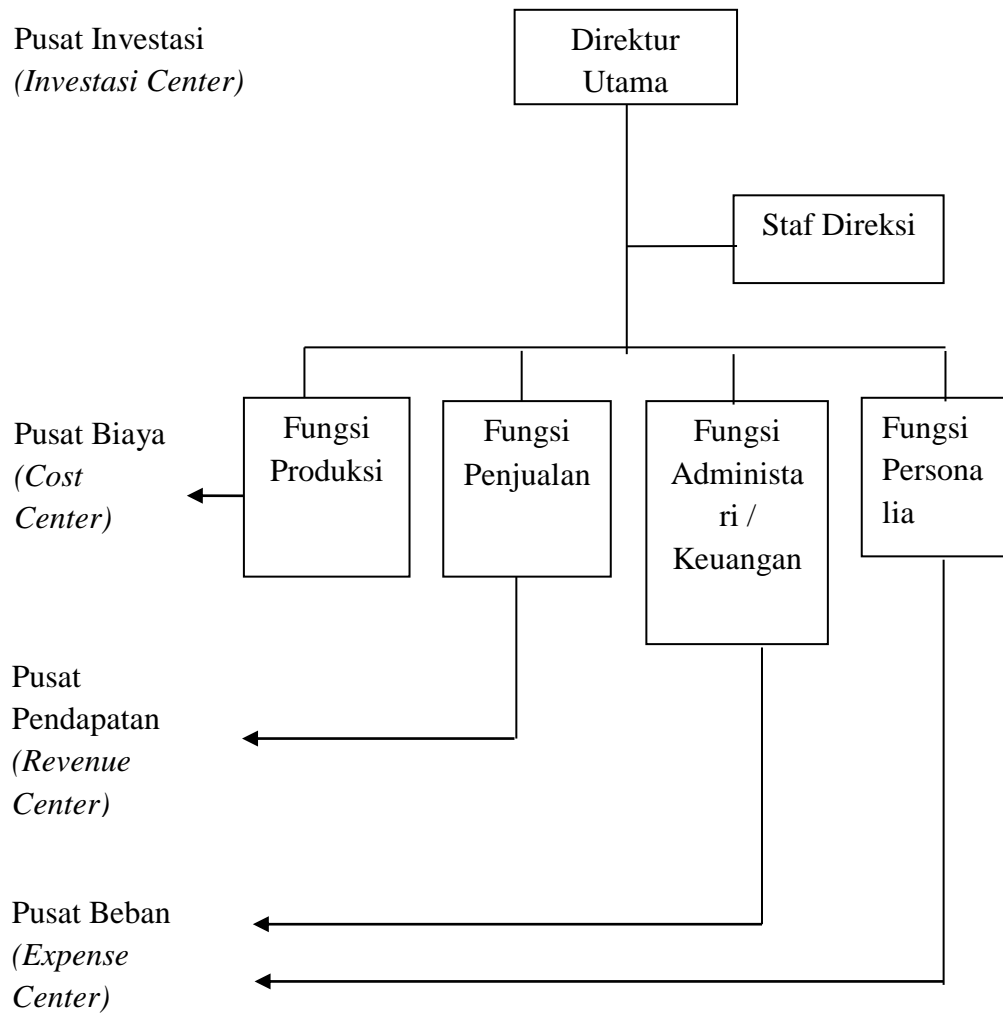 Pusat Investasi
(Investasi Center)
Direktur
Utama
Staf Direksi
Pusat Biaya
(Cost
Center)
Fungsi
Produksi
Fungsi
Penjualan
Fungsi
Administa
ri /
Keuangan
Fungsi
Persona
lia
Pusat
Pendapatan
(Revenue
Center)
Pusat Beban
(Expense
Center)